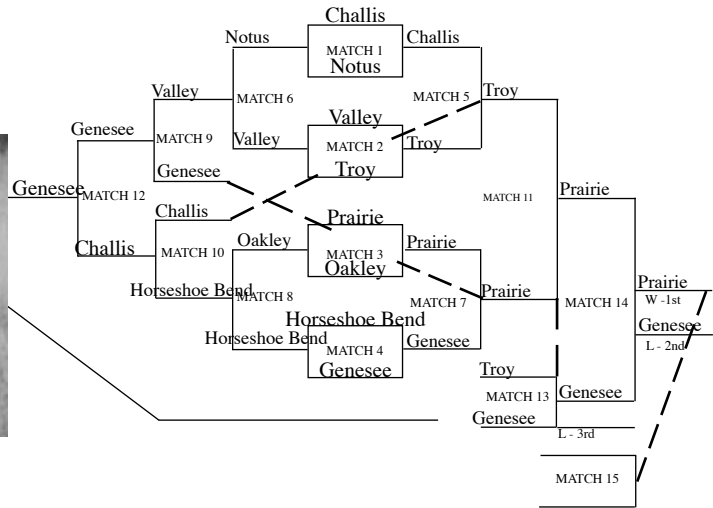 Challis
Notus
MATCH 1
Challis
Notus
MATCH 6
MATCH 5
Troy
Valley
Valley
Valley
MATCH 2
Troy
Troy
Genesee
MATCH 9
Genesee
Genesee
MATCH 12
MATCH 11
Prairie
Challis
Challis
MATCH 10
Prairie
Oakley
MATCH 3
Prairie
Oakley
Horseshoe Bend
MATCH 8
MATCH 7
Prairie
MATCH 14
Prairie
W -1st
Horseshoe Bend
Horseshoe Bend
MATCH 4
Genesee
Genesee
Genesee
L - 2nd
Troy
MATCH 13
Genesee
Genesee
L - 3rd
MATCH 15